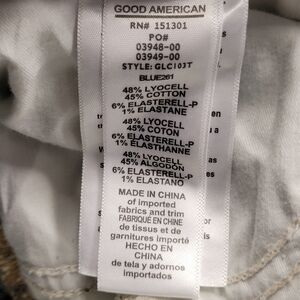 GOOD AMERICAN
RN# 151301
PO#
03948-00
03949-00
STYLE: GLC103T
BLUE261
48% LYOCELL
45% COTTON
6% ELASTERELL-P
1% ELASTANE
48% LYOCELL
45% COTON
6% ELASTERELL-P
1% ELASTHANNE
48% LYOCELL
45% ALGODÓN
6% ELASTERELL-P
1% ELASTANO
MADE IN CHINA
of imported
fabrics and trim
FABRIQUÉ EN CHINE
de tissus et de
garnitures importés
HECHO EN
CHINA
de tela y adornos
importados